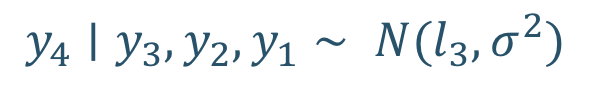 y₄ | y₃, y₂, y₁ ~ N(l₃, σ²)